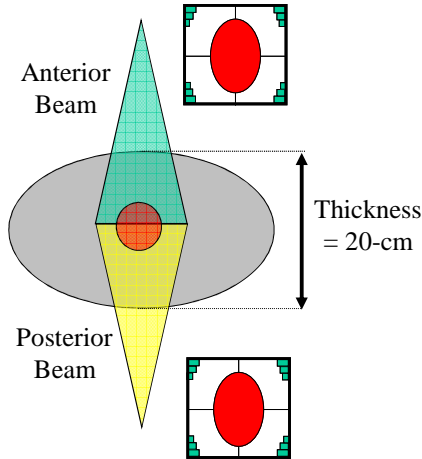 Anterior
Beam
Thickness
= 20-cm
Posterior
Beam